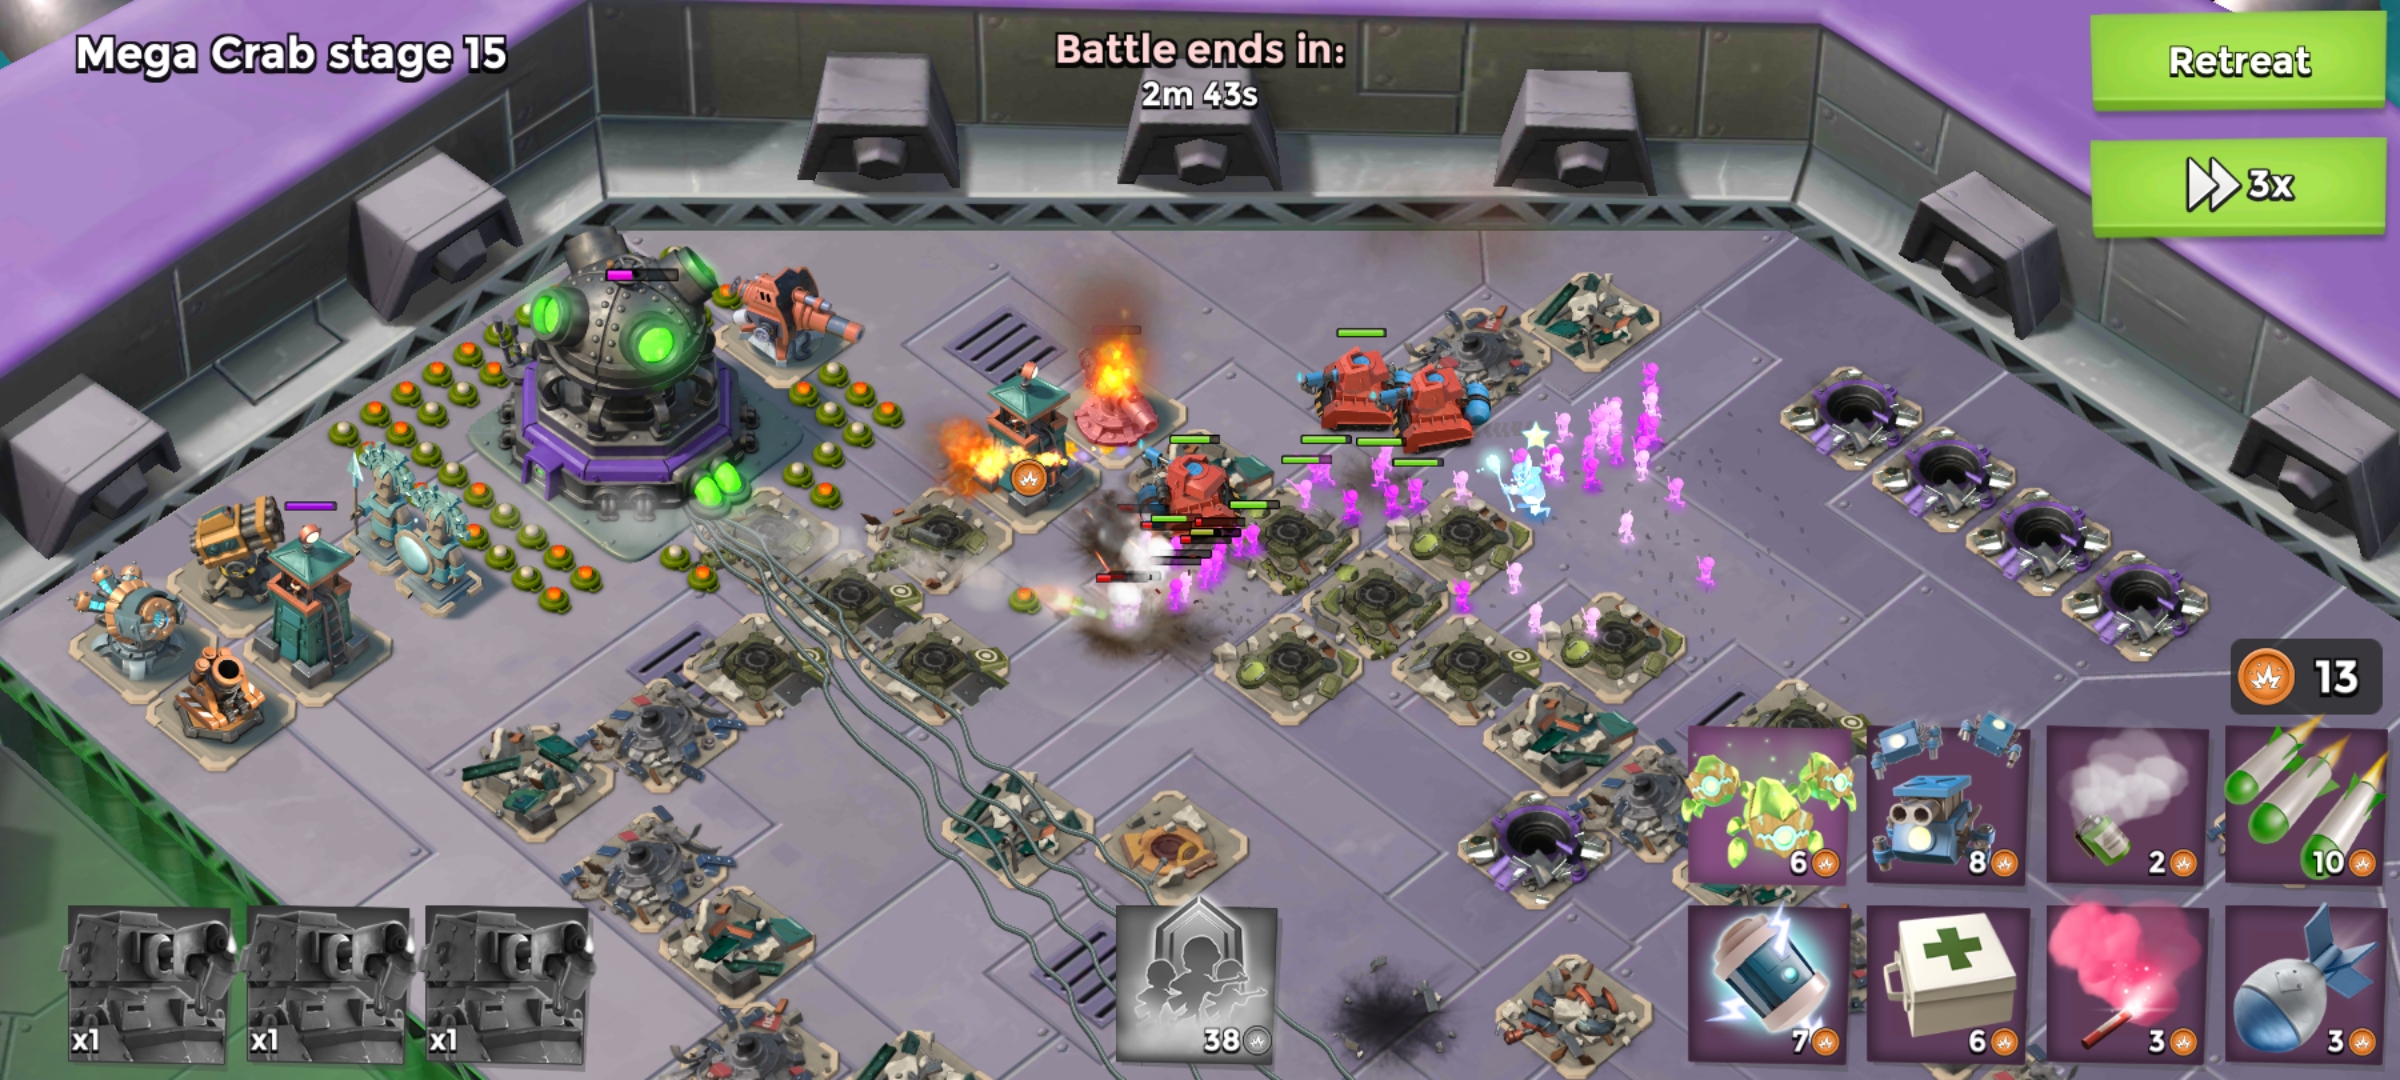 Mega Crab stage 15
Battle ends in:
2m 43s
Retreat
3x
13
6
8
2
10
x1
x1
x1
38
7
6
3
3